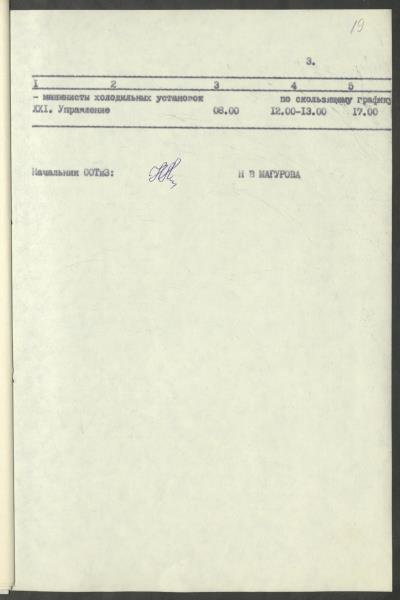 19
3.
1 2 3 4 5
- машинисты холодильных установок по скользящему графику
XXI. Управление 08.00 12.00-13.00 17.00
Начальник ООТиЗ: Н В МАГУРОВА